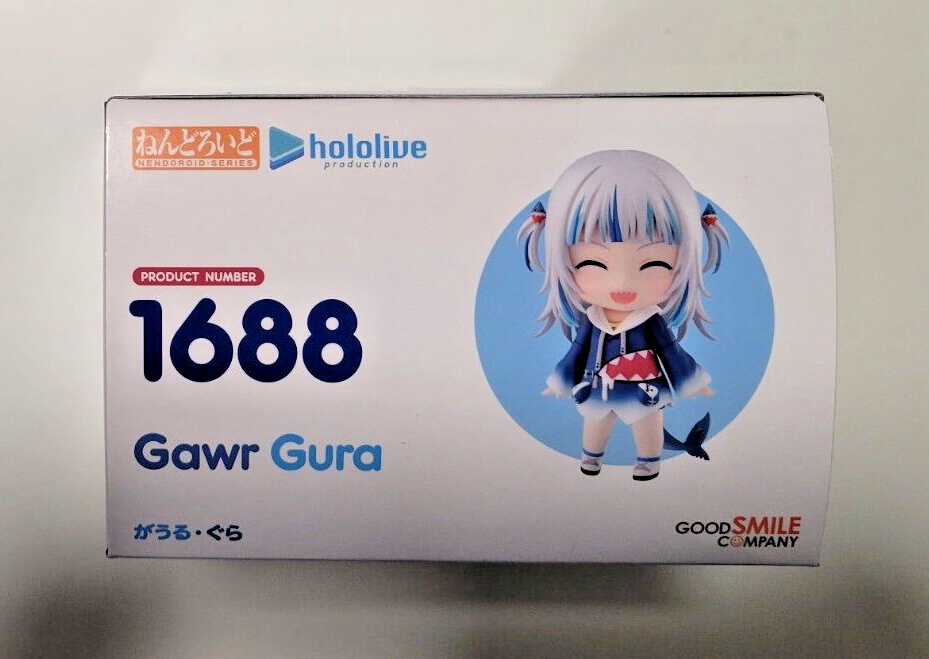 ねんどろいど
NENDOROID·SERIES
hololive
production
PRODUCT NUMBER
1688
Gawr Gura
がうる・ぐら
GOOD SMILE
COMPANY